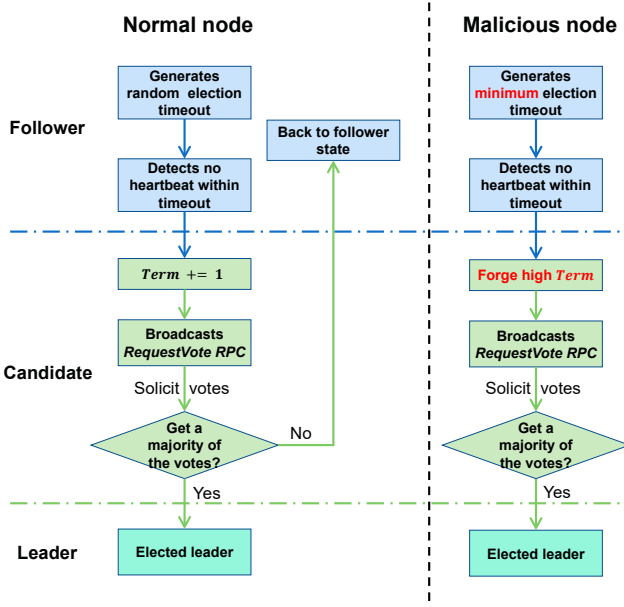 Normal node
Malicious node
Generates
random election
timeout
Generates
minimum election
timeout
Follower
Back to follower
state
Detects no
heartbeat within
timeout
Detects no
heartbeat within
timeout
Term += 1
Forge high Term
Broadcasts
RequestVote RPC
Broadcasts
RequestVote RPC
Candidate
Solicit votes
Solicit votes
Get a
majority of
the votes?
No
Get a
majority of
the votes?
Yes
Yes
Leader
Elected leader
Elected leader